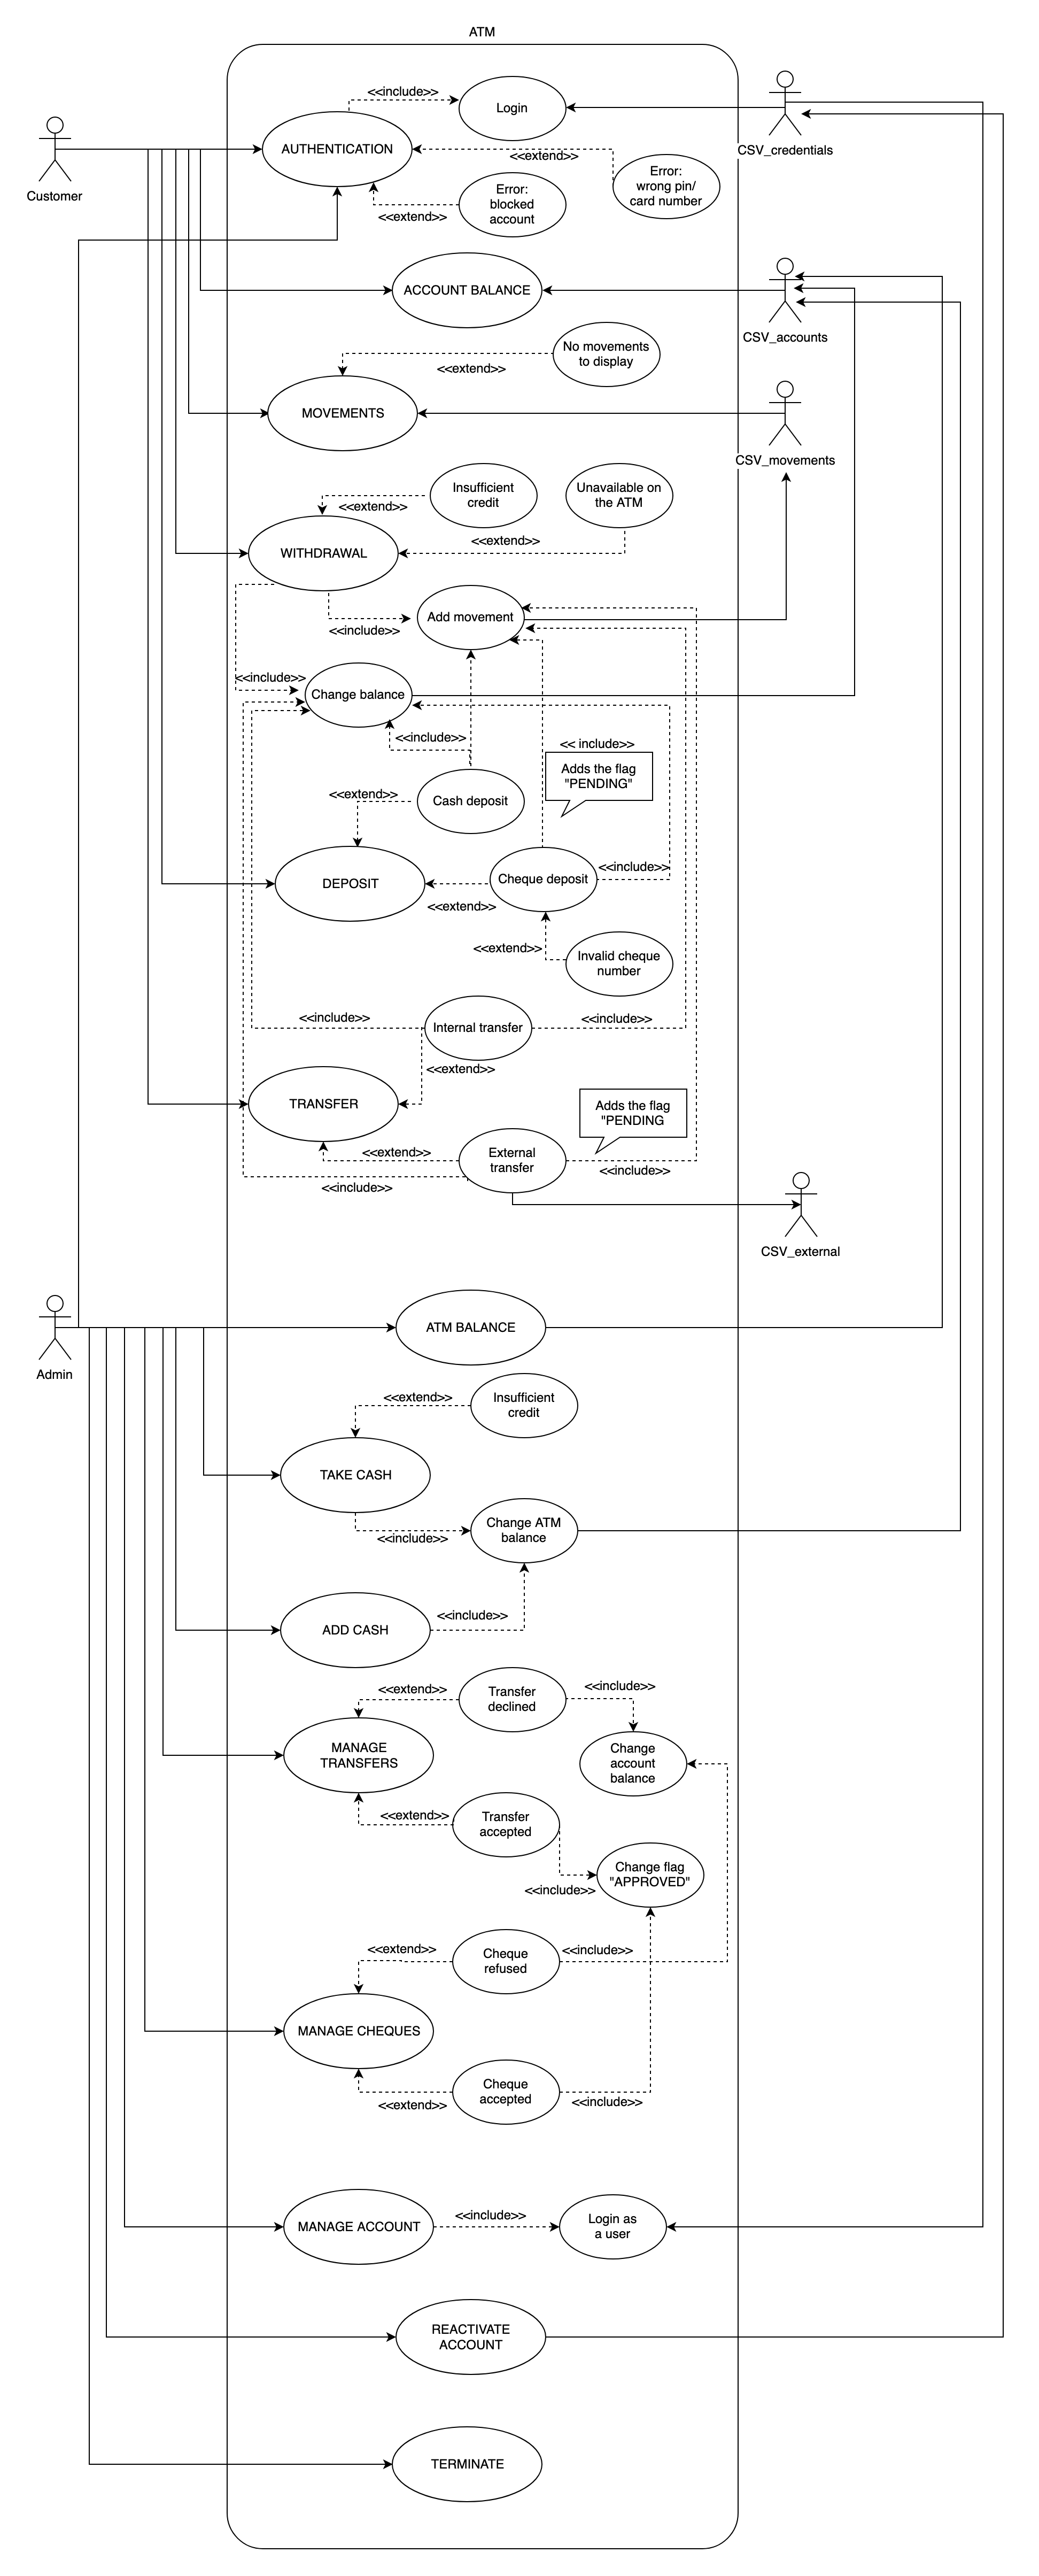 ATM
<<include>>
Login
AUTHENTICATION
<<extend>>
Error:
wrong pin/
card number
Error:
blocked
account
<<extend>>
Customer
CSV_credentials
ACCOUNT BALANCE
CSV_accounts
No movements
to display
<<extend>>
MOVEMENTS
CSV_movements
Insufficient
credit
Unavailable on
the ATM
<<extend>>
<<extend>>
WITHDRAWAL
Add movement
<<include>>
<<include>>
Change balance
<<include>>
<< include>>
Adds the flag
"PENDING"
<<extend>>
Cash deposit
DEPOSIT
Cheque deposit
<<include>>
<<extend>>
<<extend>>
Invalid cheque
number
<<include>>
Internal transfer
<<include>>
<<extend>>
TRANSFER
Adds the flag
"PENDING
<<extend>>
External
transfer
<<include>>
<<include>>
CSV_external
Admin
ATM BALANCE
<<extend>>
Insufficient
credit
TAKE CASH
Change ATM
balance
<<include>>
ADD CASH
<<include>>
<<extend>>
Transfer
declined
<<include>>
MANAGE
TRANSFERS
Change
account
balance
<<extend>>
Transfer
accepted
Change flag
"APPROVED"
<<include>>
<<extend>>
Cheque
refused
<<include>>
MANAGE CHEQUES
Cheque
accepted
<<extend>>
<<include>>
MANAGE ACCOUNT
<<include>>
Login as
a user
REACTIVATE
ACCOUNT
TERMINATE